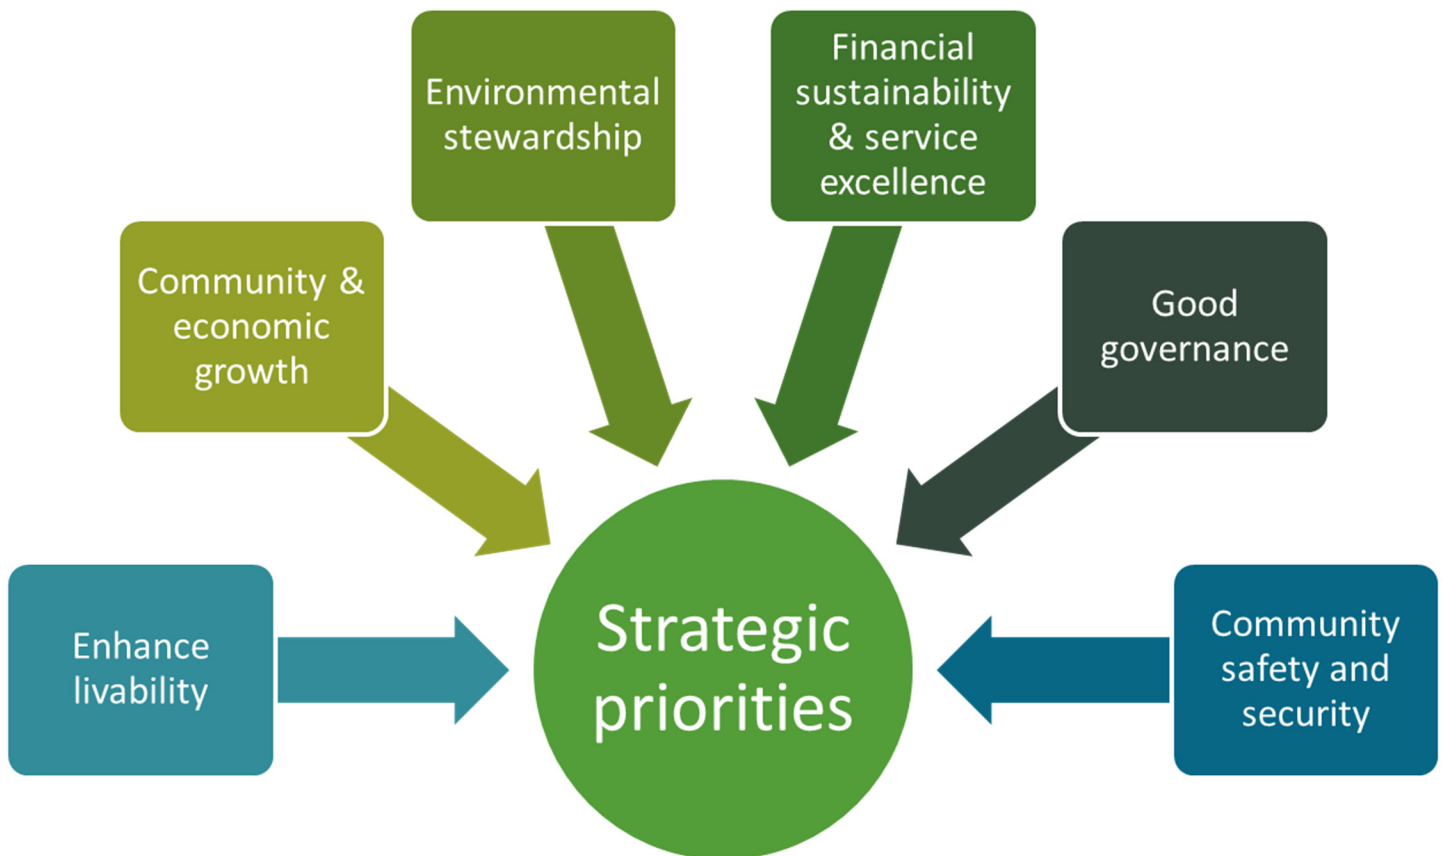 Environmental
stewardship
Financial
sustainability
& service
excellence
Community &
economic
growth
Good
governance
Enhance
livability
Strategic
priorities
Community
safety and
security